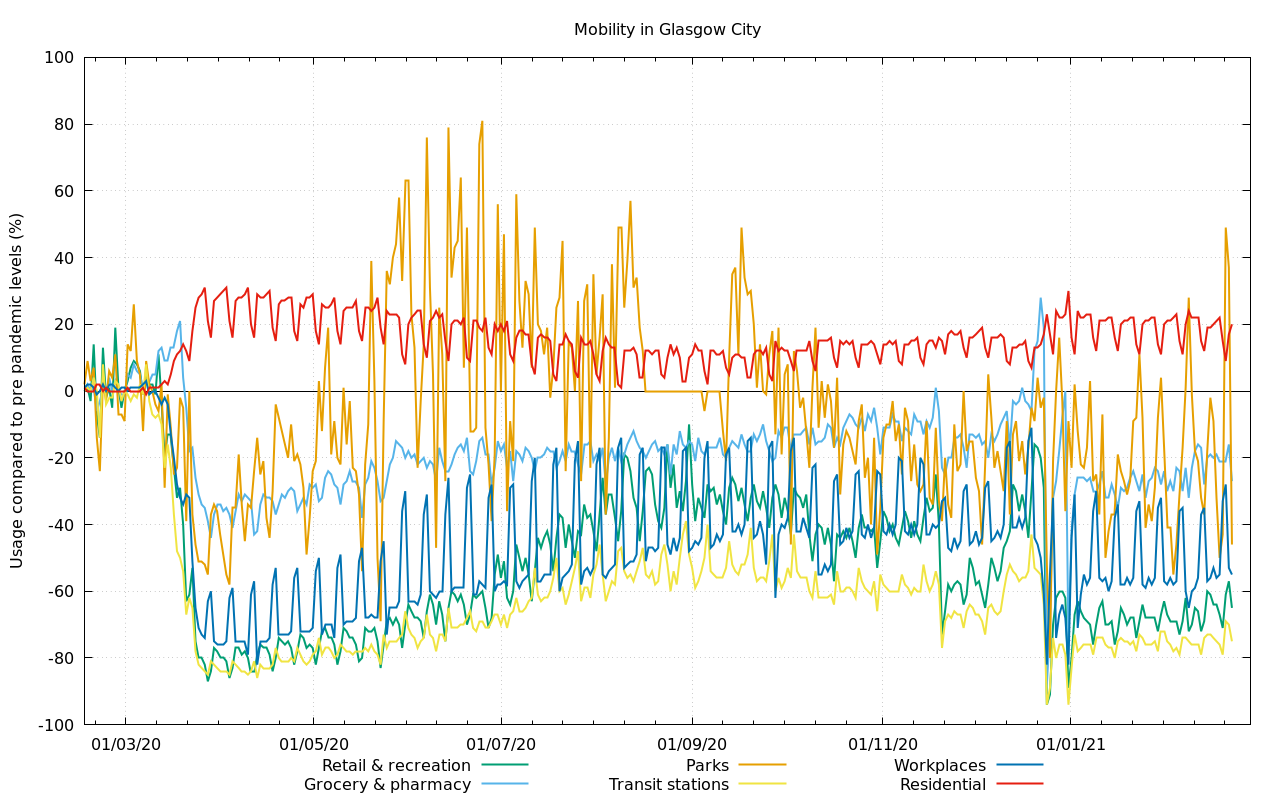 Mobility in Glasgow City
Usage compared to pre pandemic levels (%)
100
80
60
40
20
0
-20
-40
-60
-80
-100
01/03/20 01/05/20 01/07/20 01/09/20 01/11/20 01/01/21
Retail & recreation Parks Workplaces
Grocery & pharmacy Transit stations Residential